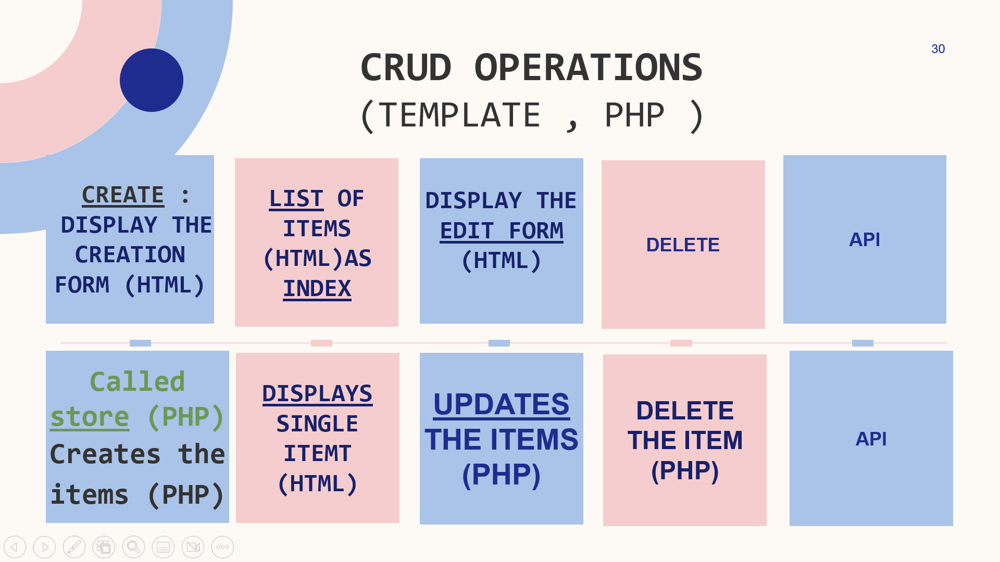 30
CRUD OPERATIONS
(TEMPLATE , PHP )
CREATE :
DISPLAY THE
CREATION
FORM (HTML)
LIST OF
ITEMS
(HTML)AS
INDEX
DISPLAY THE
EDIT FORM
(HTML)
DELETE
API
Called
store (PHP)
Creates the
items (PHP)
DISPLAYS
SINGLE
ITEMT
(HTML)
UPDATES
THE ITEMS
(PHP)
DELETE
THE ITEM
(PHP)
API